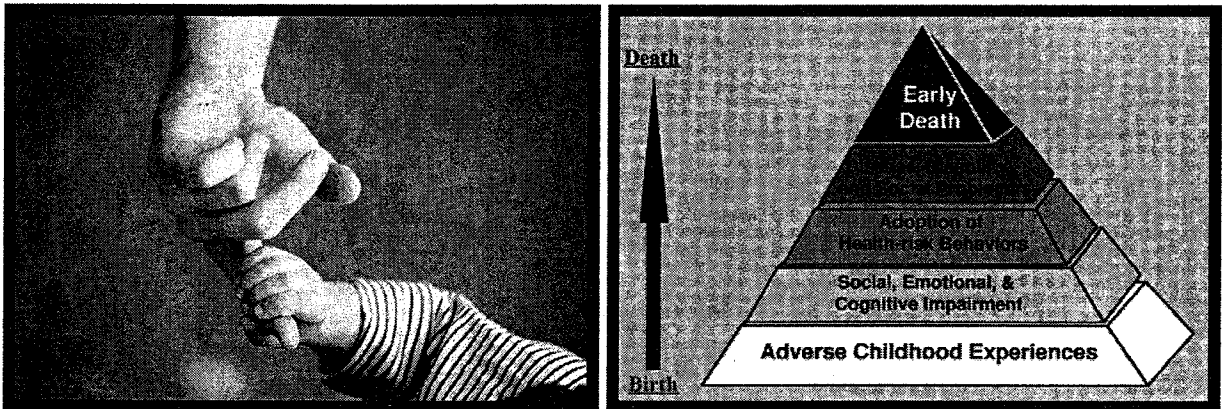 Death
Birth
Early
Death
Adoption of
Health-risk Behaviors
Social, Emotional, &
Cognitive Impairment
Adverse Childhood Experiences